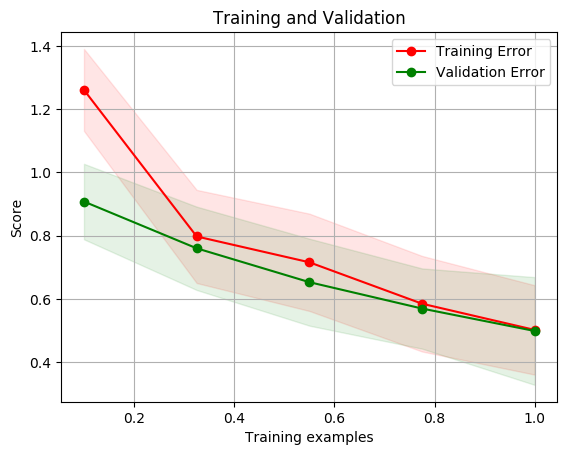 Training and Validation
Training Error
Validation Error
1.4
1.2
1.0
0.8
0.6
0.4
Score
0.2
0.4
0.6
0.8
1.0
Training examples